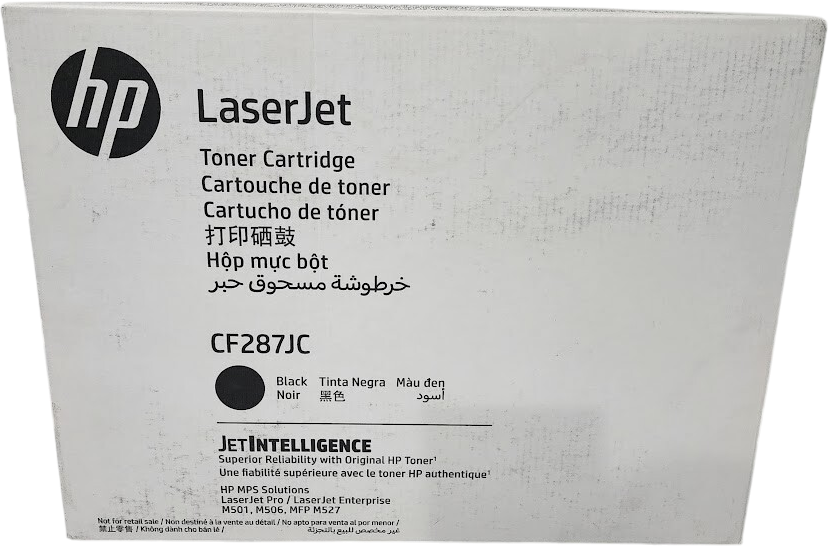 hp
LaserJet
Toner Cartridge
Cartouche de toner
Cartucho de tóner
打印硒鼓
Hộp mực bột
خرطوشة مسحوق حبر
CF287JC
Black Tinta Negra Màu đen
Noir 黑色 أسود
JETINTELLIGENCE
Superior Reliability with Original HP Toner¹
Une fiabilité supérieure avec le toner HP authentique¹
HP MPS Solutions
LaserJet Pro / LaserJet Enterprise
M501, M506, MFP M527
Not for retail sale / Non destiné à la vente au détail / No apto para venta al por menor /
禁止零售 / Không dành cho bán lẻ / غير مخصص للبيع بالتجزئة